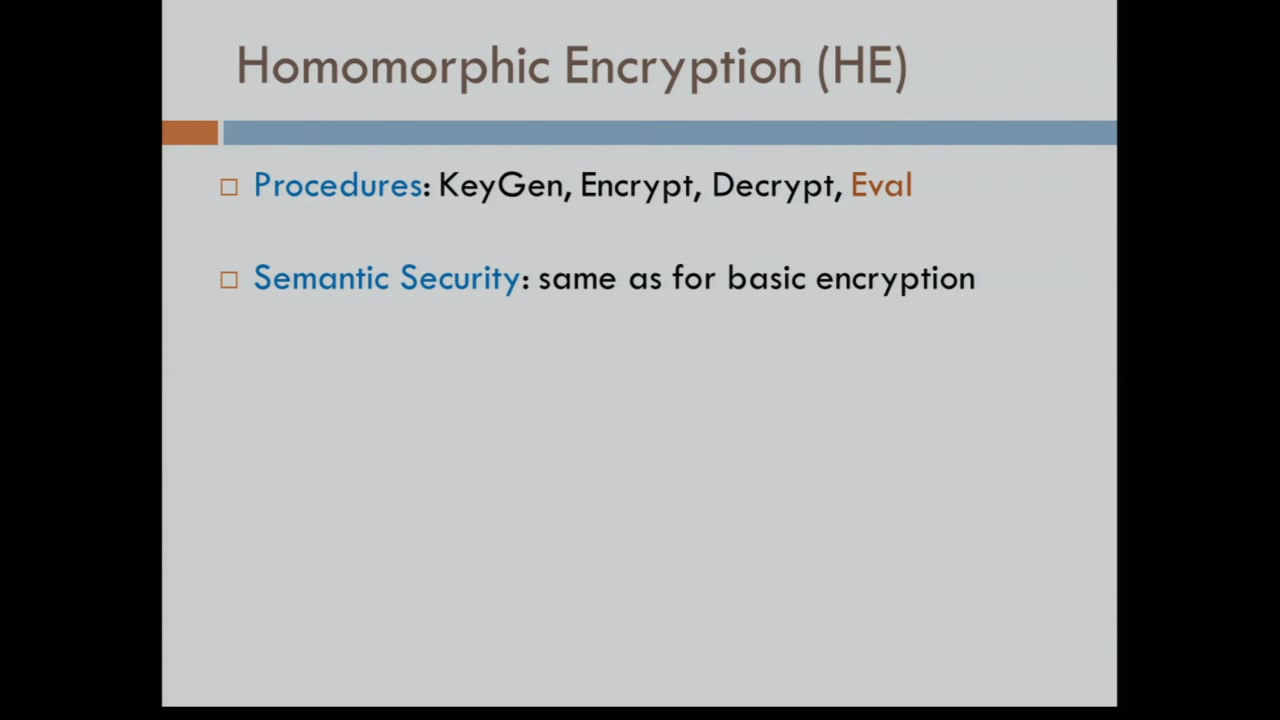 Homomorphic Encryption (HE)
Procedures: KeyGen, Encrypt, Decrypt, Eval
Semantic Security: same as for basic encryption